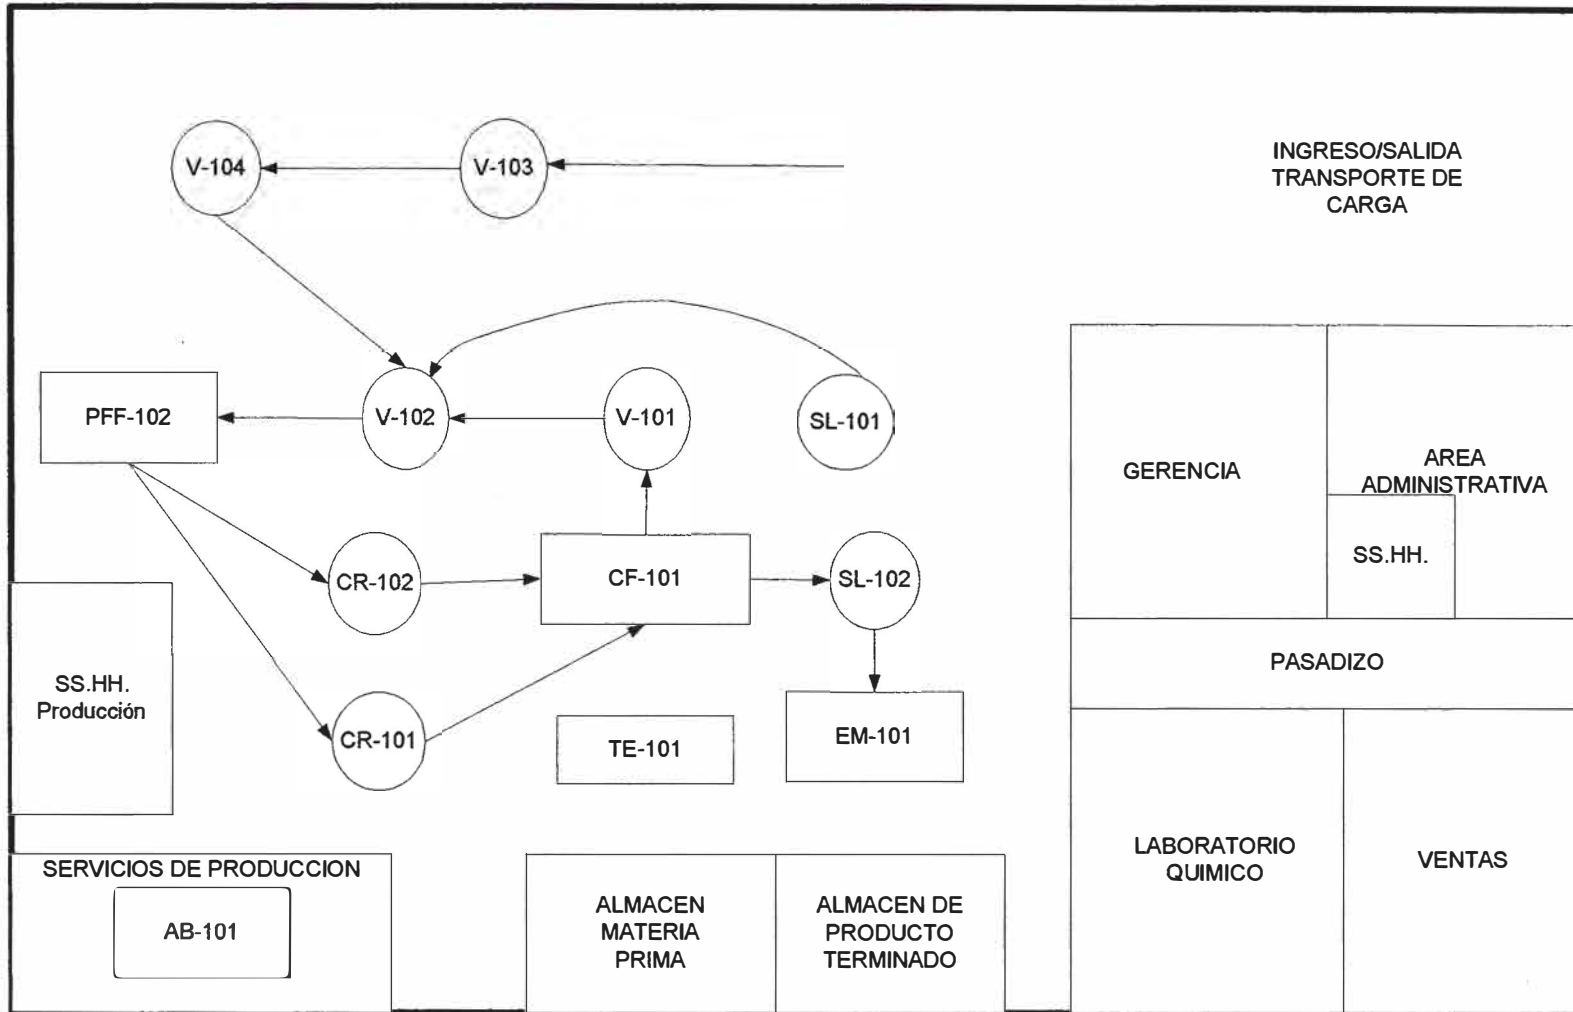 V-104
V-103
INGRESO/SALIDA
TRANSPORTE DE
CARGA
PFF-102
V-102
V-101
SL-101
GERENCIA
AREA
ADMINISTRATIVA
SS.HH.
CR-102
CF-101
SL-102
PASADIZO
SS.HH.
Producción
CR-101
TE-101
EM-101
SERVICIOS DE PRODUCCION
AB-101
ALMACEN
MATERIA
PRIMA
ALMACEN DE
PRODUCTO
TERMINADO
LABORATORIO
QUIMICO
VENTAS